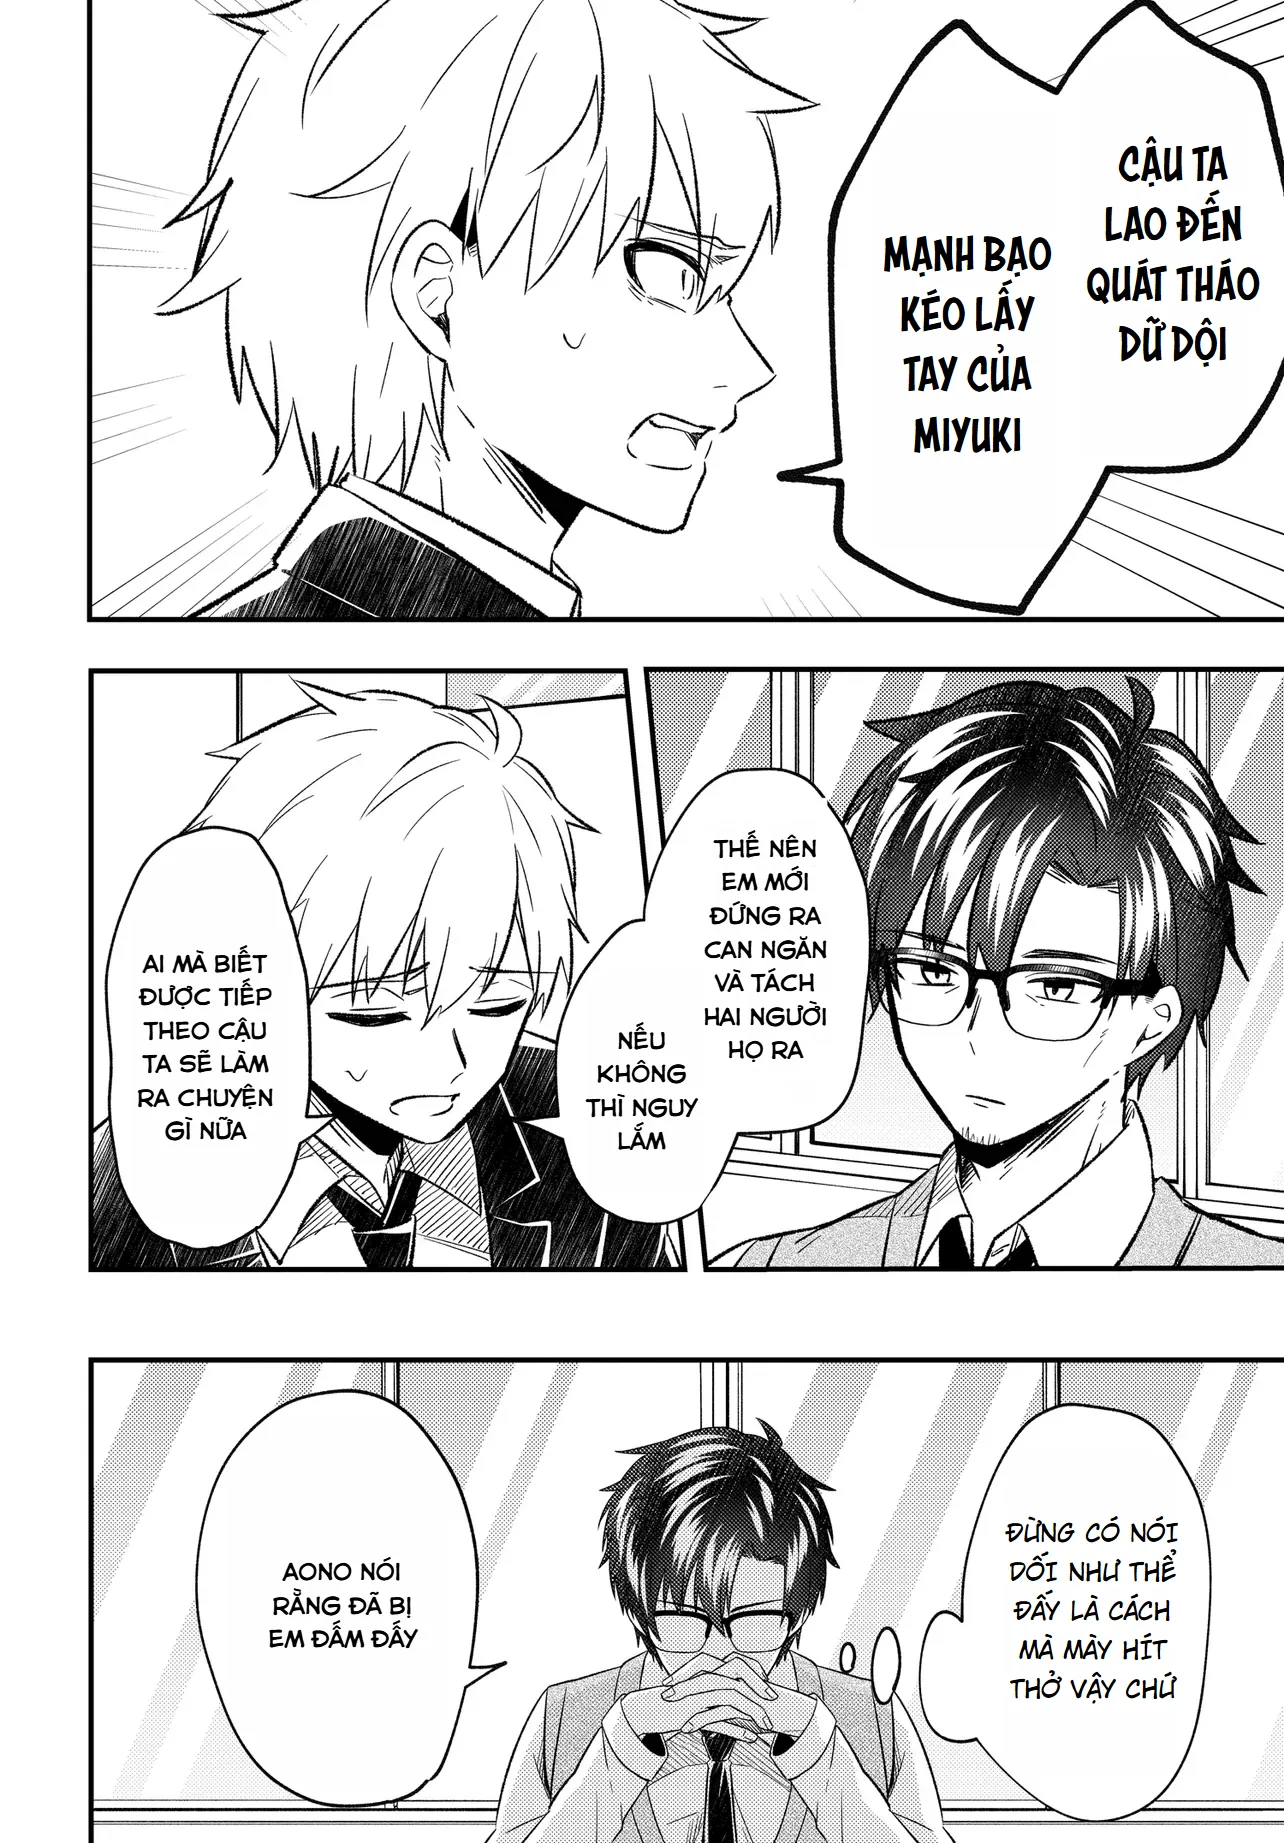 CẬU TA
LAO ĐẾN
QUÁT THÁO
DỮ DỘI
MẠNH BẠO
KÉO LẤY
TAY CỦA
MIYUKI
THẾ NÊN
EM MỚI
ĐỨNG RA
CAN NGĂN
VÀ TÁCH
HAI NGƯỜI
HỌ RA
NẾU
KHÔNG
THÌ NGUY
LẮM
AI MÀ BIẾT
ĐƯỢC TIẾP
THEO CẬU
TA SẼ LÀM
RA CHUYỆN
GÌ NỮA
ĐỪNG CÓ NÓI
DỐI NHƯ THỂ
ĐẤY LÀ CÁCH
MÀ MÀY HÍT
THỞ VẬY CHỨ
AONO NÓI
RẰNG ĐÃ BỊ
EM ĐẤM ĐẤY